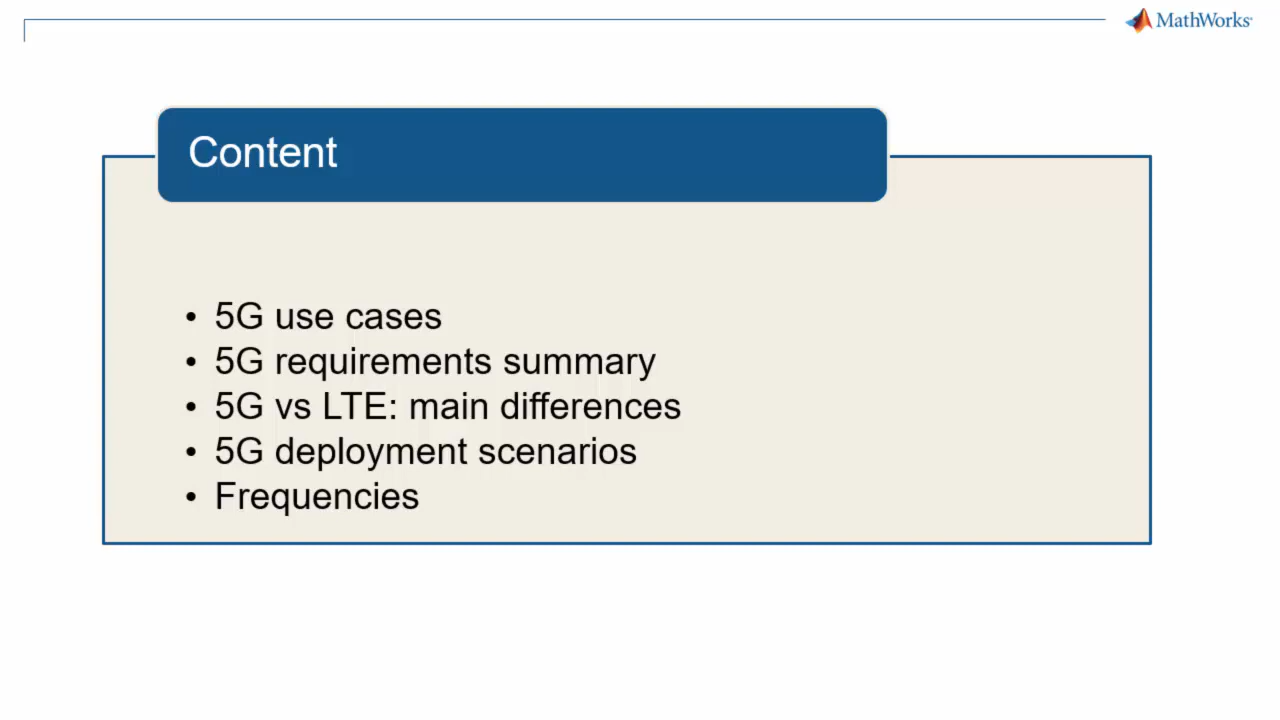 MathWorks
Content
• 5G use cases
• 5G requirements summary
• 5G vs LTE: main differences
• 5G deployment scenarios
• Frequencies